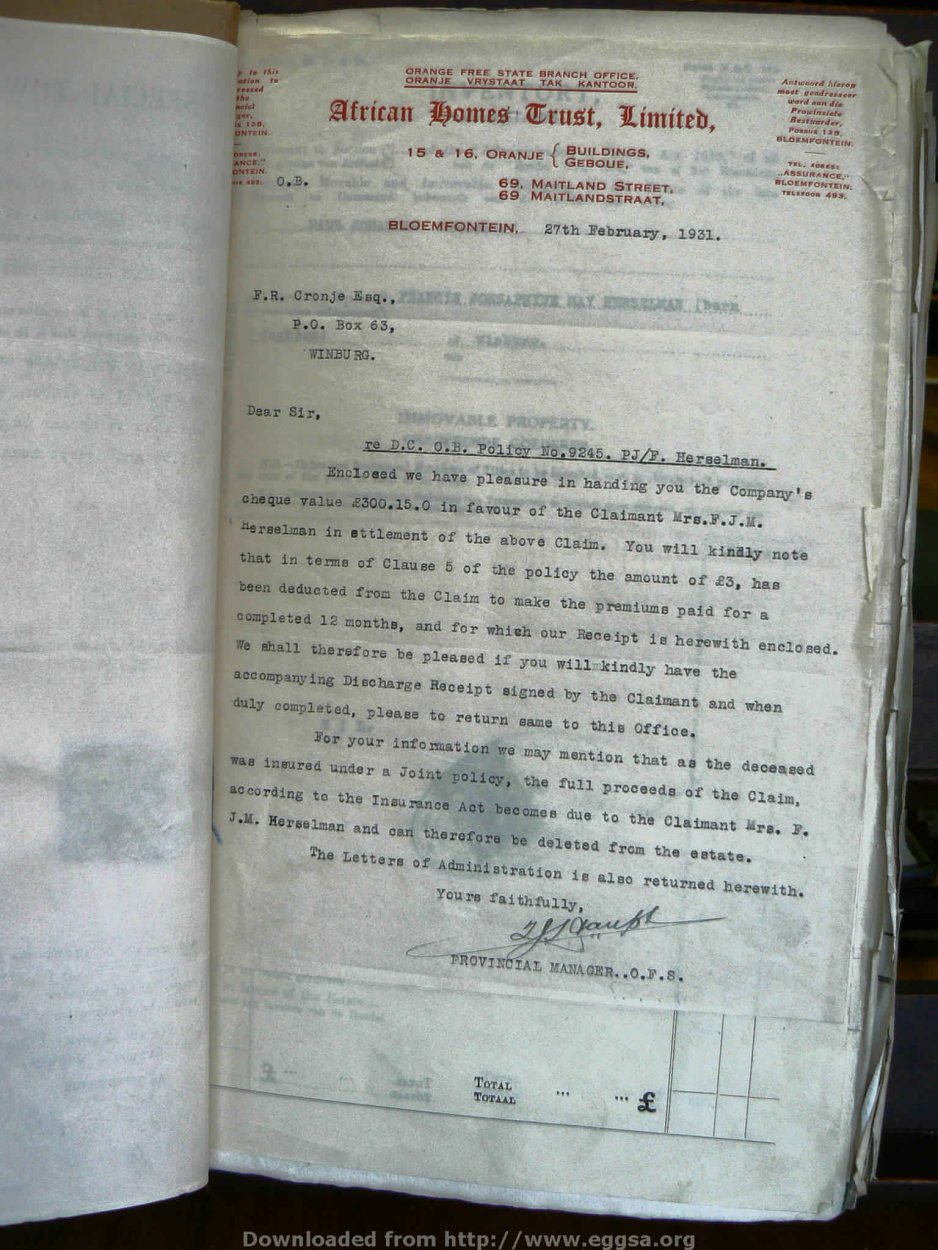 ORANGE FREE STATE BRANCH OFFICE.
ORANJE VRYSTAAT TAK KANTOOR.
African Homes Trust, Limited,
15 & 16, ORANJE { BUILDINGS,
GEBOUE,
69, MAITLAND STREET,
69 MAITLANDSTRAAT,
O.B.
Antwoord hierop
moet geadresseer
word aan die
Provinsiale
Bestuurder,
Posbus 128,
BLOEMFONTEIN.
TEL. ADRES:
„ASSURANCE,"
BLOEMFONTEIN.
TELEFOON 493.
BLOEMFONTEIN, 27th February, 1931.
F.R. Cronje Esq.,
P.O. Box 63,
WINBURG.
Dear Sir,
re D.C. O.B. Policy No.9245. PJ/F. Herselman.
Enclosed we have pleasure in handing you the Company's
cheque value £300.15.0 in favour of the Claimant Mrs.F.J.M.
Herselman in ettlement of the above Claim. You will kindly note
that in terms of Clause 5 of the policy the amount of £3, has
been deducted from the Claim to make the premiums paid for a
completed 12 months, and for which our Receipt is herewith enclosed.
We shall therefore be pleased if you will kindly have the
accompanying Discharge Receipt signed by the Claimant and when
duly completed, please to return same to this Office.
For your information we may mention that as the deceased
was insured under a Joint policy, the full proceeds of the Claim,
according to the Insurance Act becomes due to the Claimant Mrs. F.
J.M. Herselman and can therefore be deleted from the estate.
The Letters of Administration is also returned herewith.
Yours faithfully,
PROVINCIAL MANAGER..O.F.S.
TOTAL
TOTAAL ... ... £
Downloaded from http://www.eggsa.org